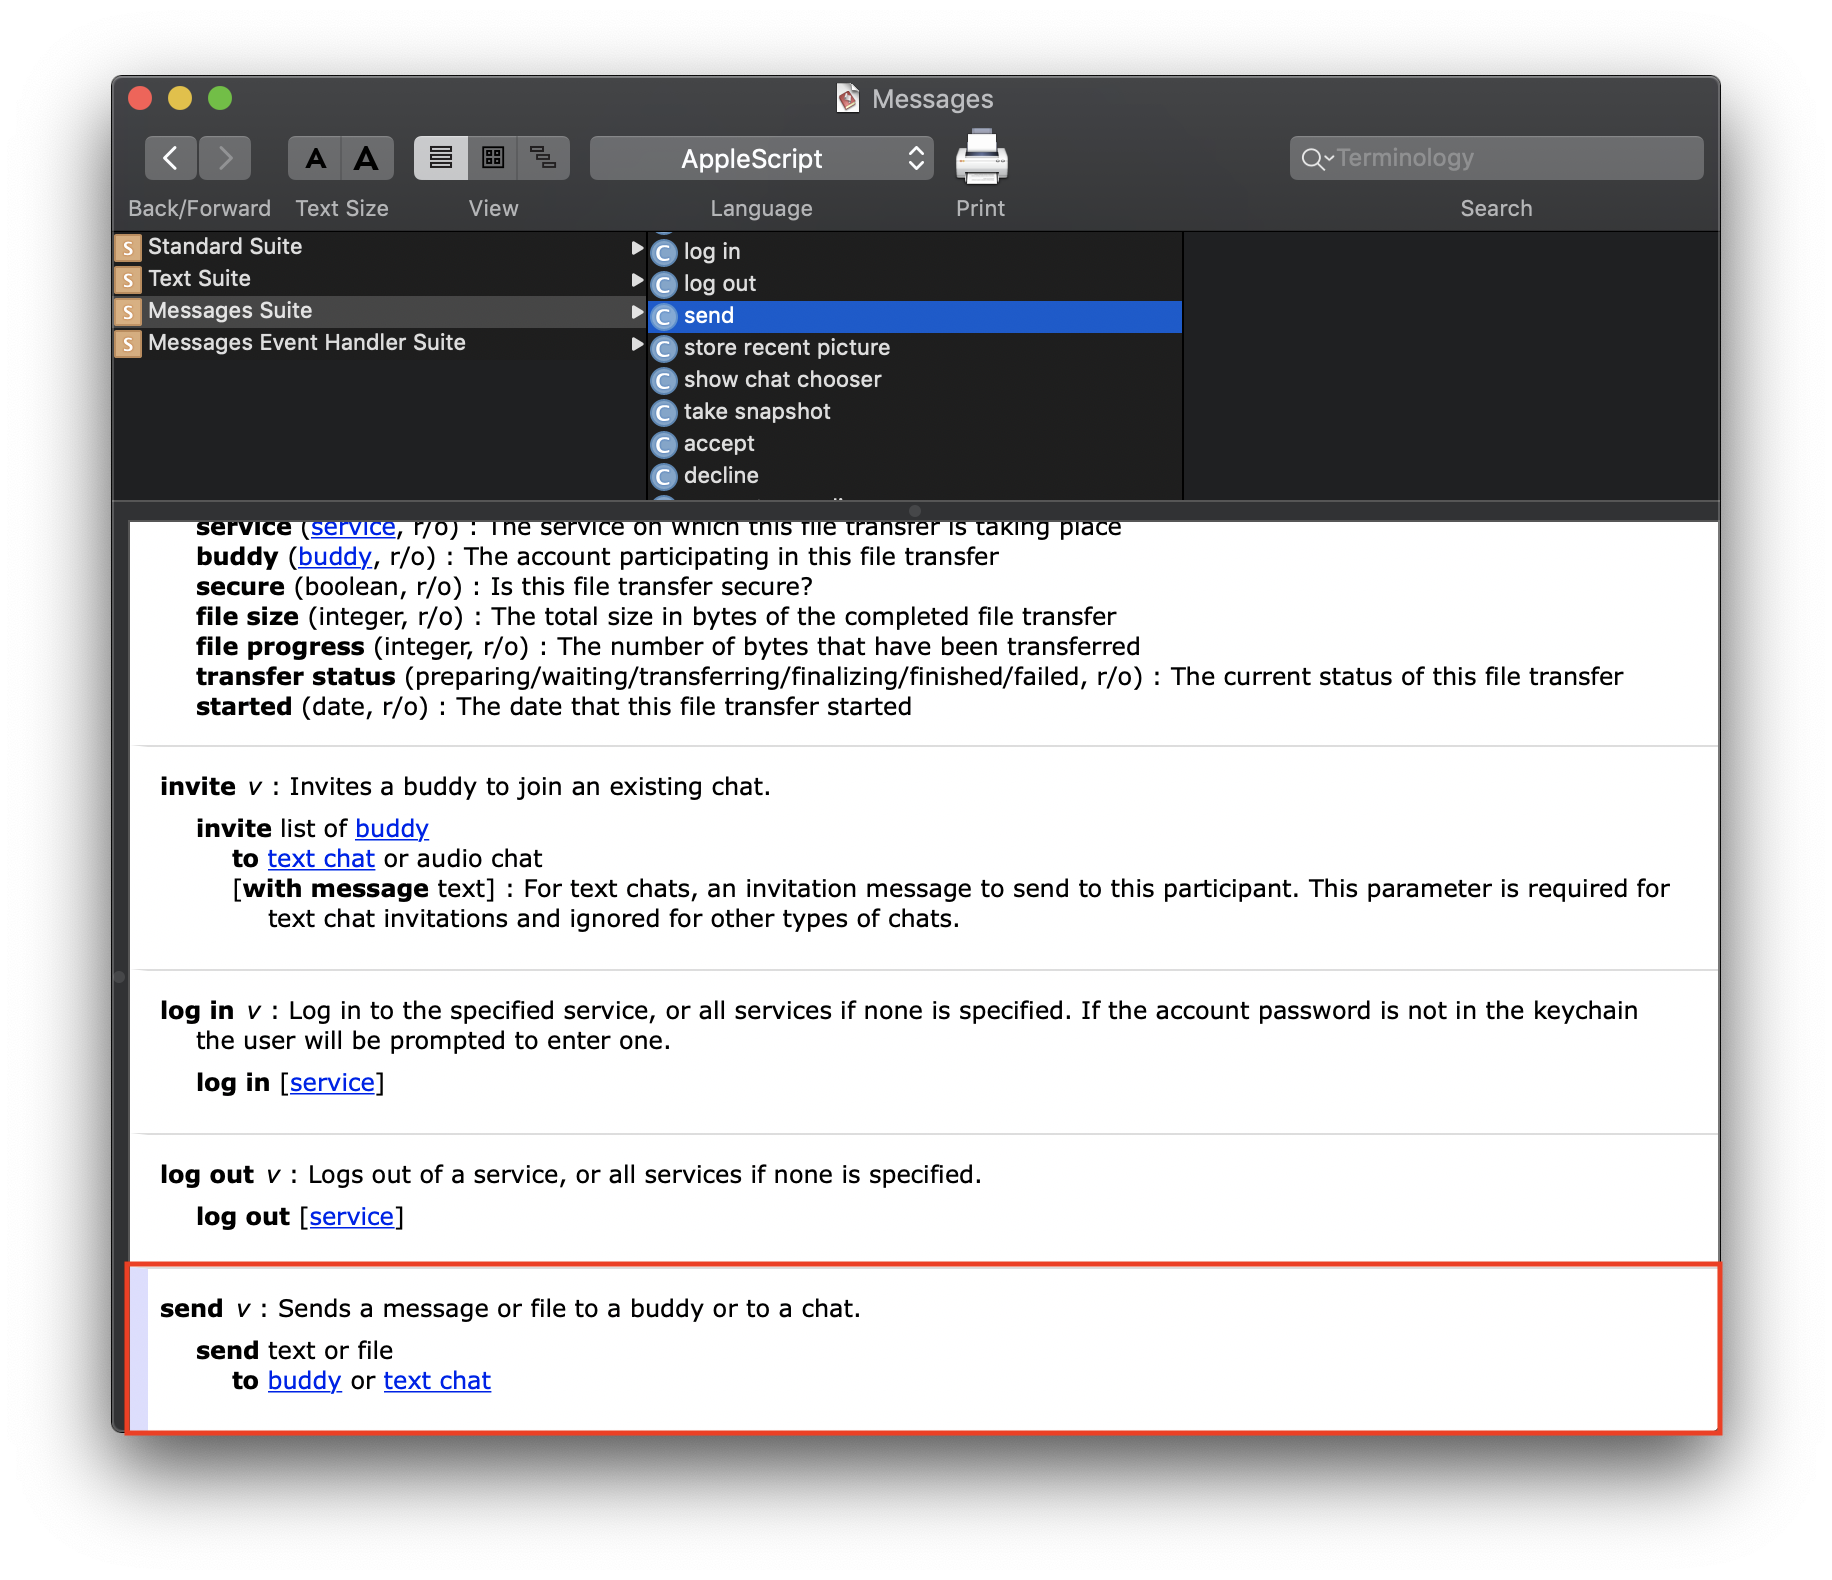 Messages
A A
AppleScript
Terminology
Back/Forward Text Size View Language Print Search
S Standard Suite
S Text Suite
S Messages Suite
S Messages Event Handler Suite
C log in
C log out
C send
C store recent picture
C show chat chooser
C take snapshot
C accept
C decline
service (service, r/o) : The service on which this file transfer is taking place
buddy (buddy, r/o) : The account participating in this file transfer
secure (boolean, r/o) : Is this file transfer secure?
file size (integer, r/o) : The total size in bytes of the completed file transfer
file progress (integer, r/o) : The number of bytes that have been transferred
transfer status (preparing/waiting/transferring/finalizing/finished/failed, r/o) : The current status of this file transfer
started (date, r/o) : The date that this file transfer started
invite v : Invites a buddy to join an existing chat.
invite list of buddy
to text chat or audio chat
[with message text] : For text chats, an invitation message to send to this participant. This parameter is required for
text chat invitations and ignored for other types of chats.
log in v : Log in to the specified service, or all services if none is specified. If the account password is not in the keychain
the user will be prompted to enter one.
log in [service]
log out v : Logs out of a service, or all services if none is specified.
log out [service]
send v : Sends a message or file to a buddy or to a chat.
send text or file
to buddy or text chat